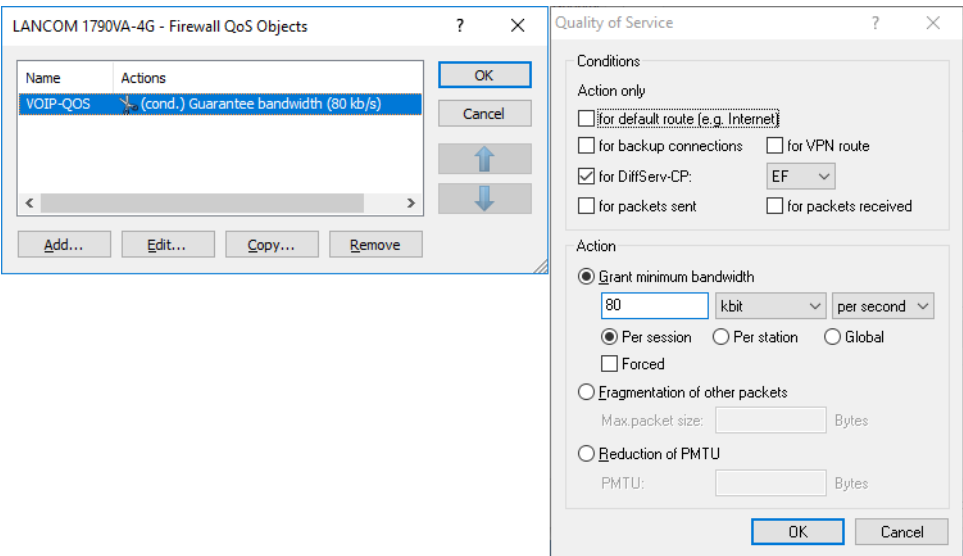 LANCOM 1790VA-4G - Firewall QoS Objects
Name Actions
VOIP-QOS (cond.) Guarantee bandwidth (80 kb/s)
OK
Cancel
Add... Edit... Copy... Remove
Quality of Service
Conditions
Action only
for default route (e.g. Internet)
for backup connections for VPN route
for DiffServ-CP: EF
for packets sent for packets received
Action
Grant minimum bandwidth
80 kbit per second
Per session Per station Global
Forced
Fragmentation of other packets
Max.packet size: Bytes
Reduction of PMTU
PMTU: Bytes
OK Cancel